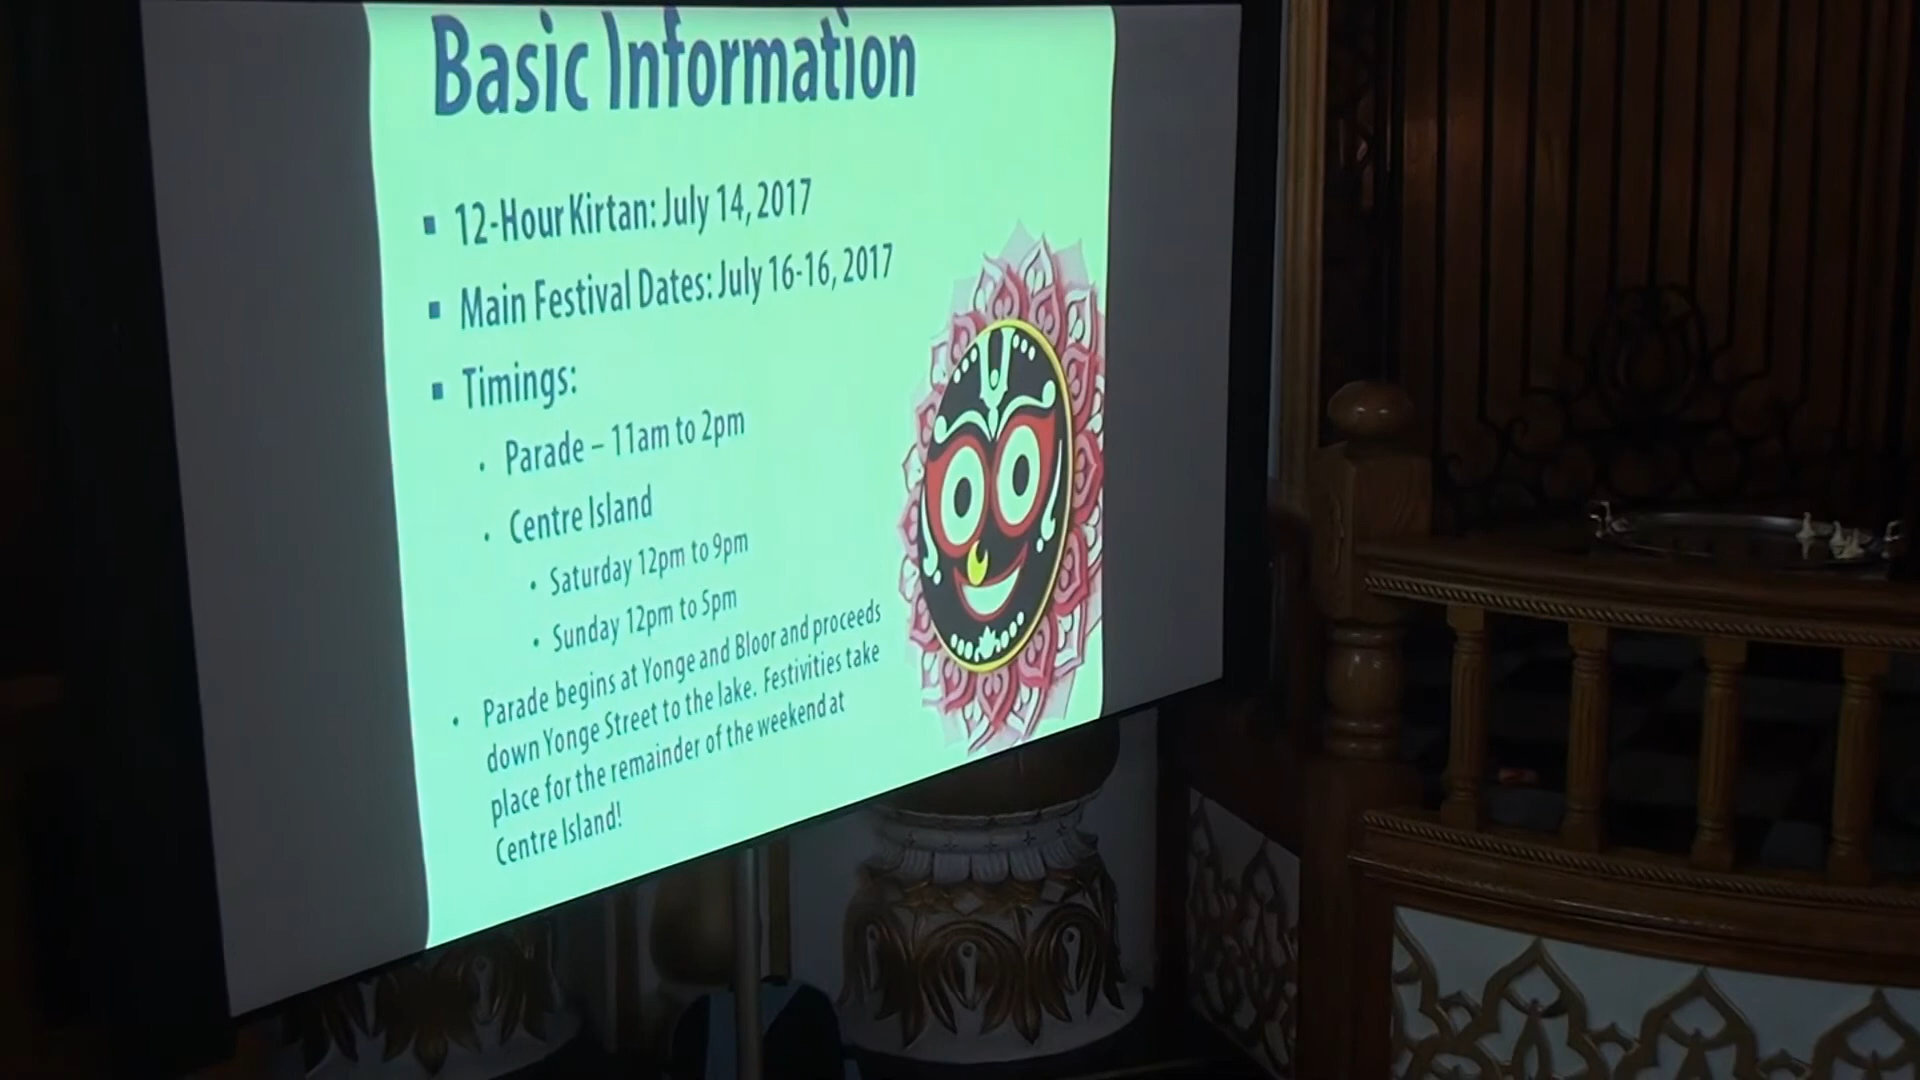 Basic Information
12-Hour Kirtan: July 14, 2017
Main Festival Dates: July 16-16, 2017
Timings:
Parade – 11am to 2pm
Centre Island
Saturday 12pm to 9pm
Sunday 12pm to 5pm
Parade begins at Yonge and Bloor and proceeds
down Yonge Street to the lake. Festivities take
place for the remainder of the weekend at
Centre Island!